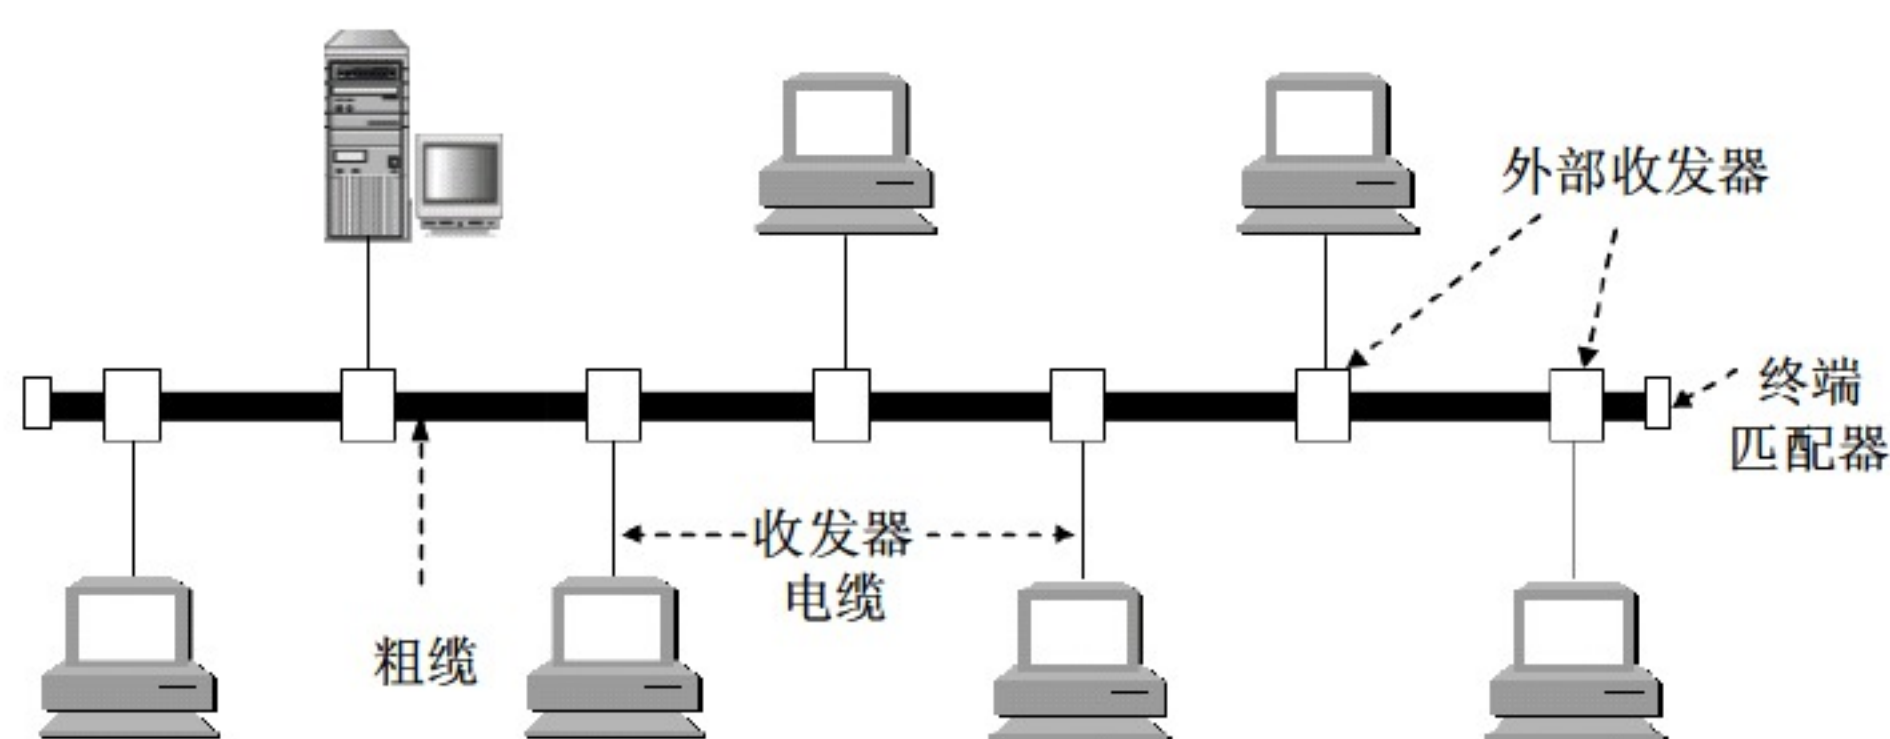 外部收发器
终端
匹配器
收发器
电缆
粗缆